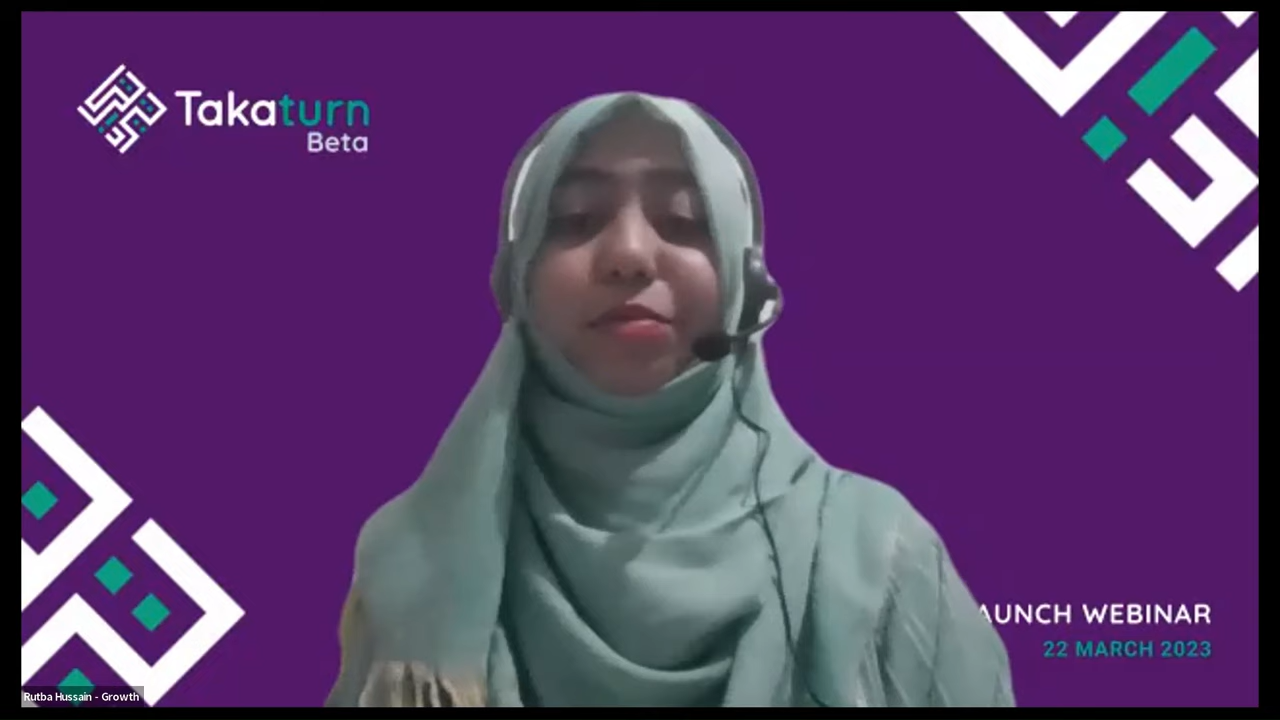 Takaturn
Beta
AUNCH WEBINAR
22 MARCH 2023
Rutba Hussain - Growth